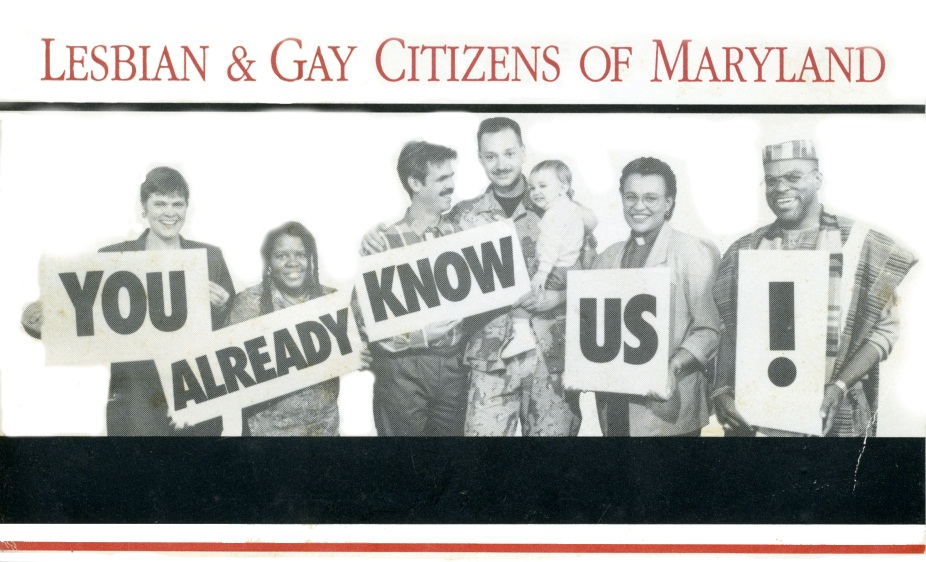 LESBIAN & GAY CITIZENS OF MARYLAND
YOU
ALREADY
KNOW
US
!